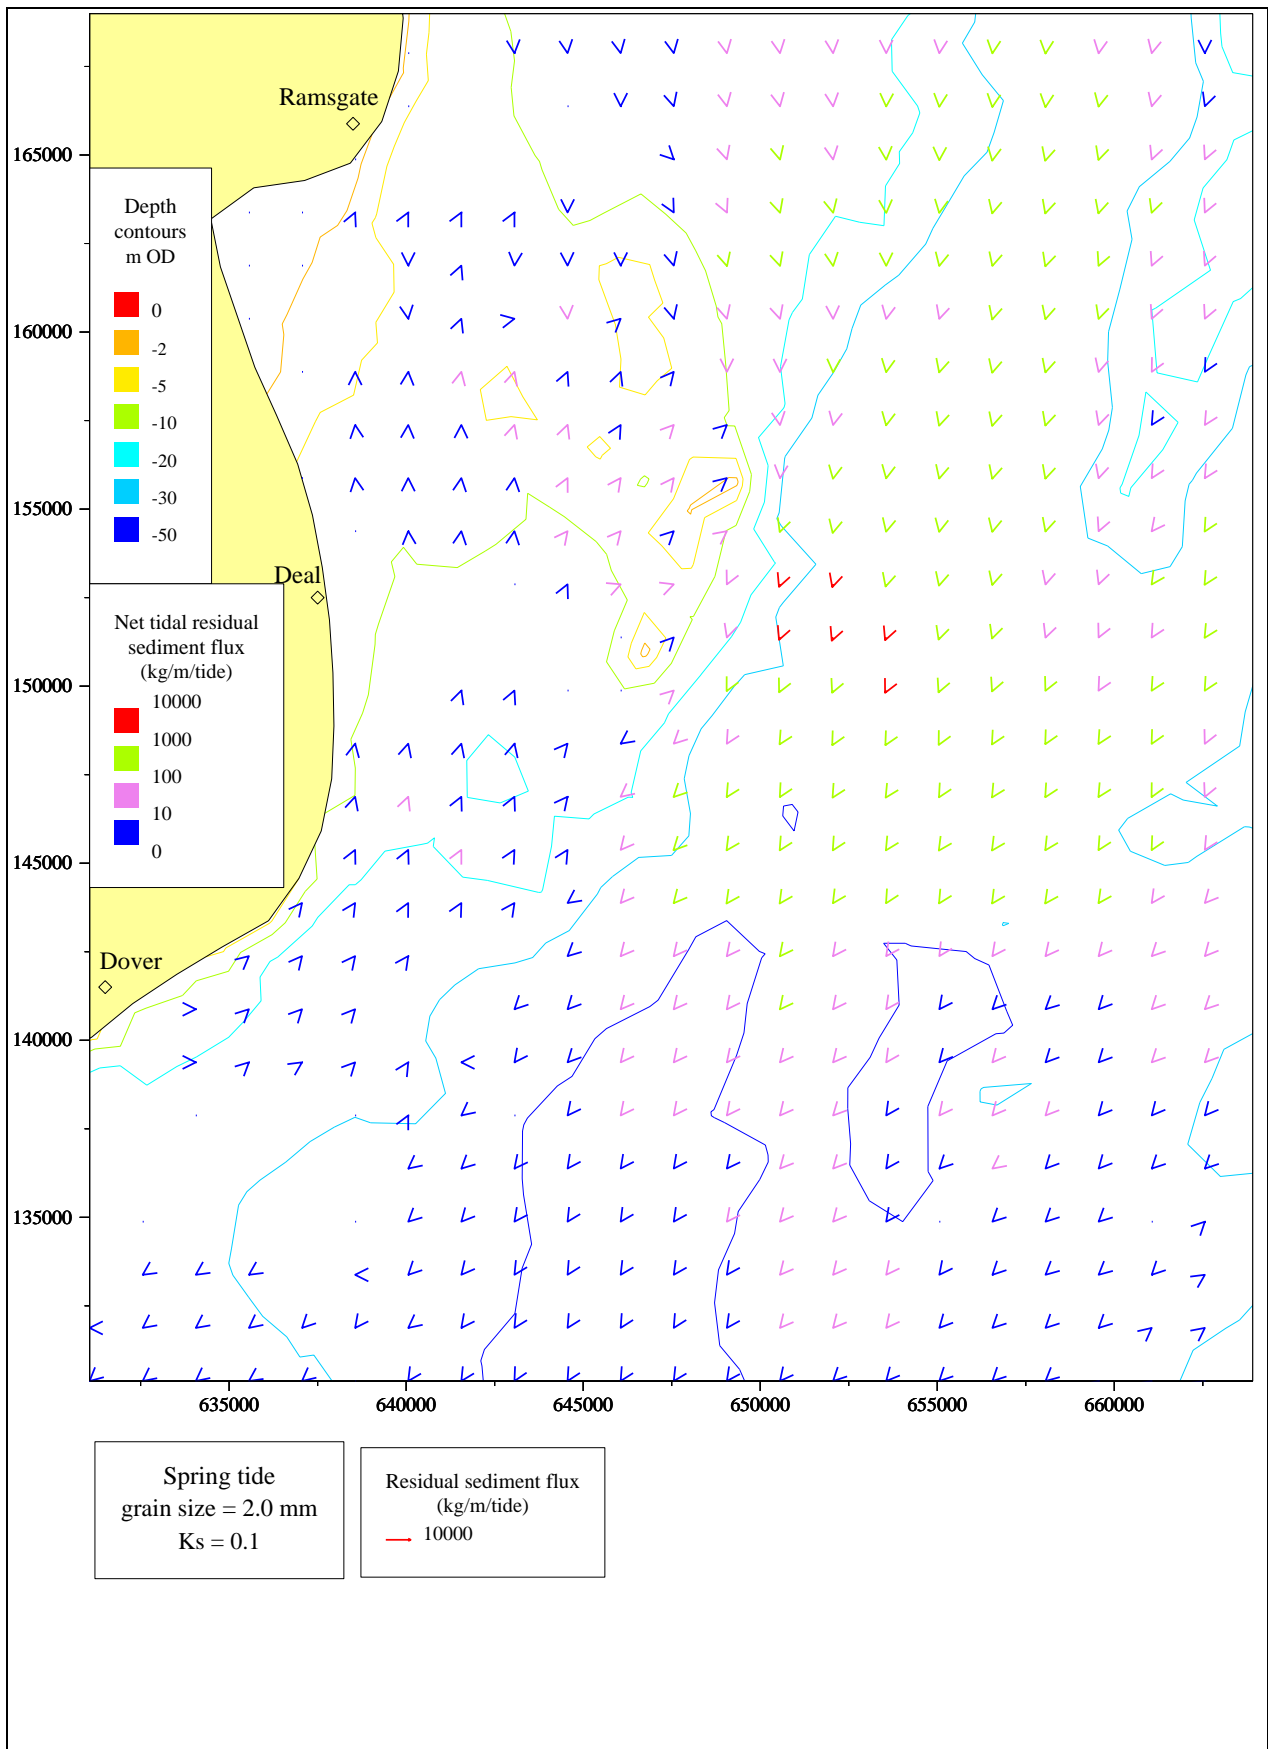 Ramsgate
165000
160000
155000
150000
145000
140000
135000
Depth
contours
m OD
0
-2
-5
-10
-20
-30
-50
Deal
Net tidal residual
sediment flux
(kg/m/tide)
10000
1000
100
10
0
Dover
635000
640000
645000
650000
655000
660000
Spring tide
grain size = 2.0 mm
Ks = 0.1
Residual sediment flux
(kg/m/tide)
10000